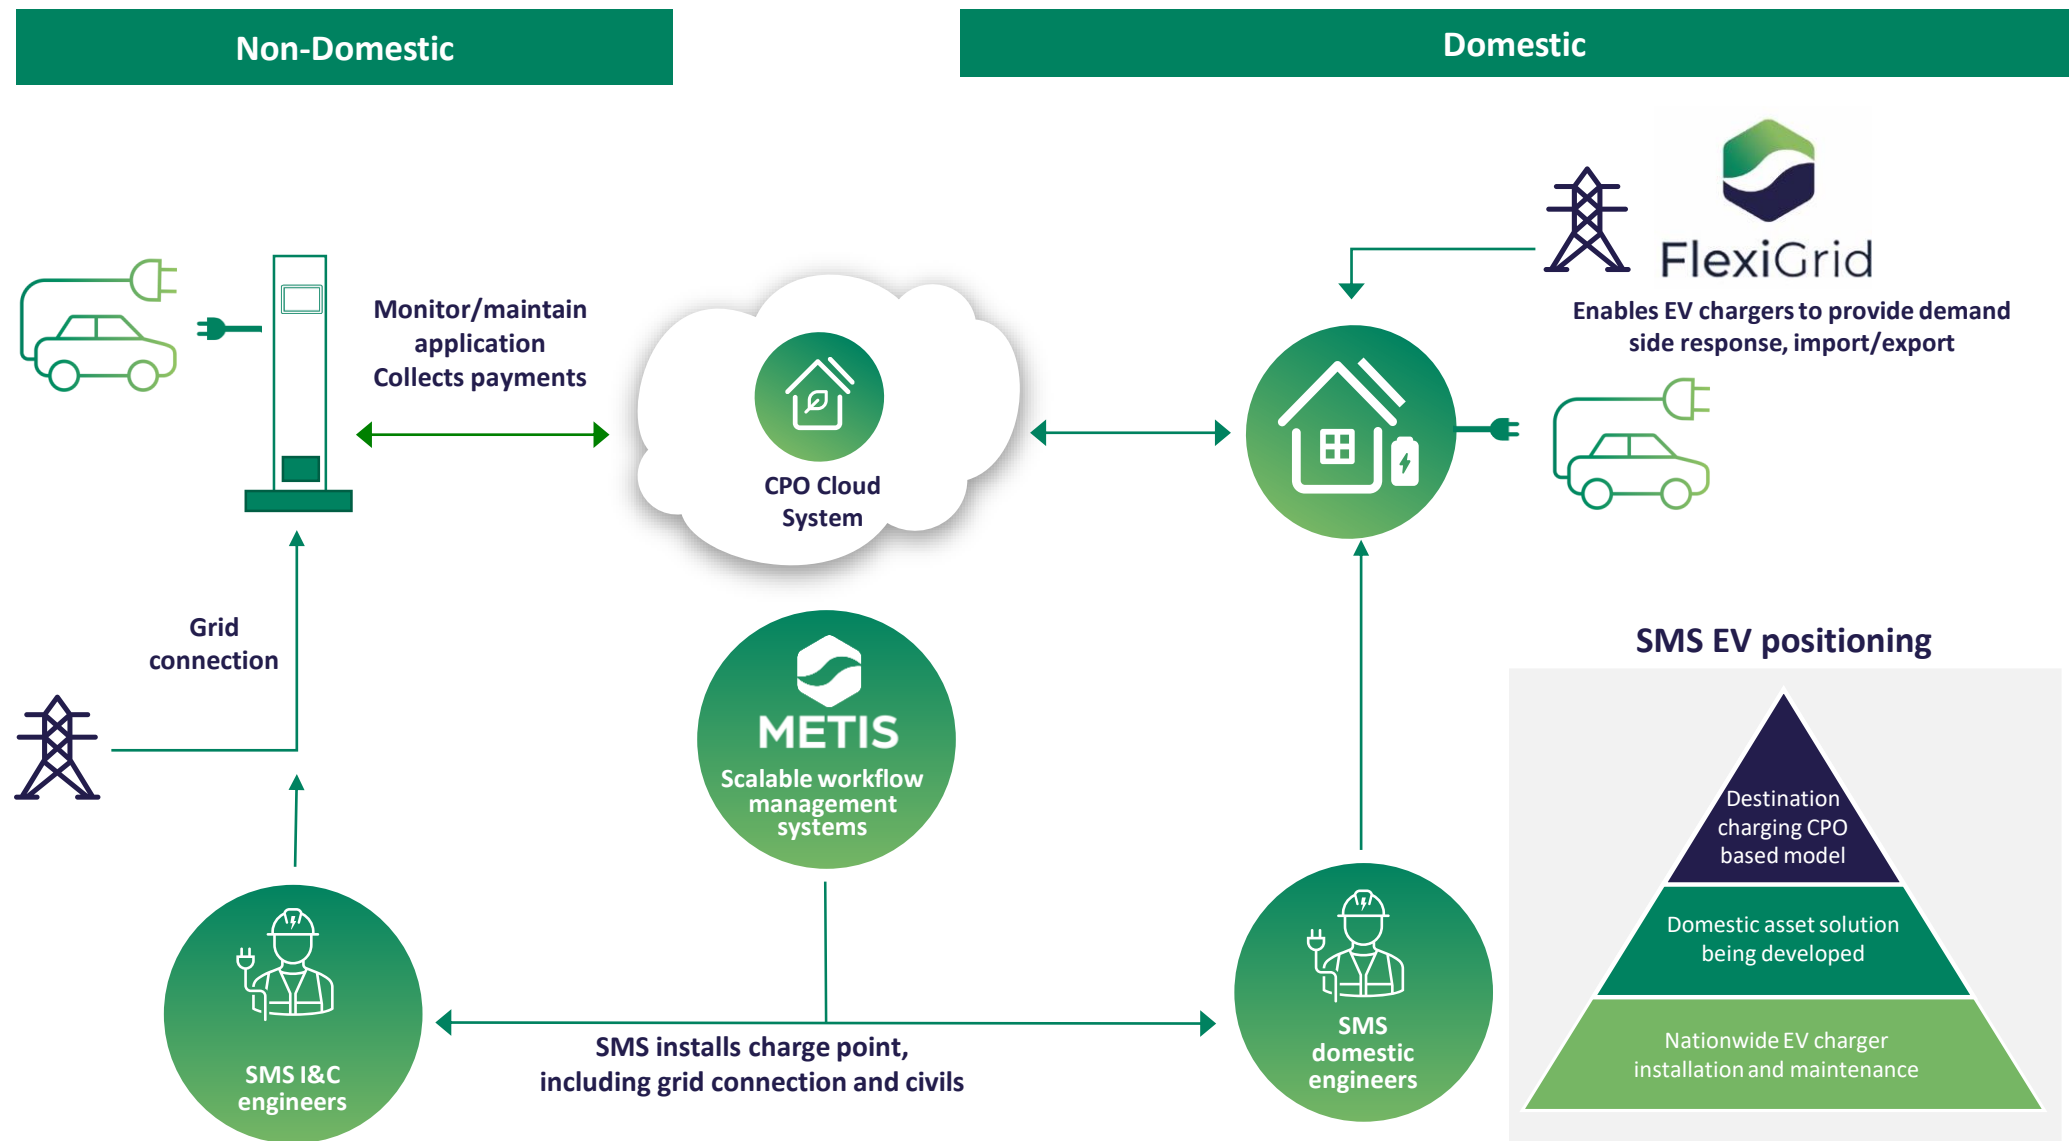 Non-Domestic
Domestic
FlexiGrid
Enables EV chargers to provide demand
side response, import/export
Monitor/maintain
application
Collects payments
CPO Cloud
System
Grid
connection
METIS
Scalable workflow
management
systems
SMS I&C
engineers
SMS installs charge point,
including grid connection and civils
SMS
domestic
engineers
SMS EV positioning
Destination
charging CPO
based model
Domestic asset solution
being developed
Nationwide EV charger
installation and maintenance